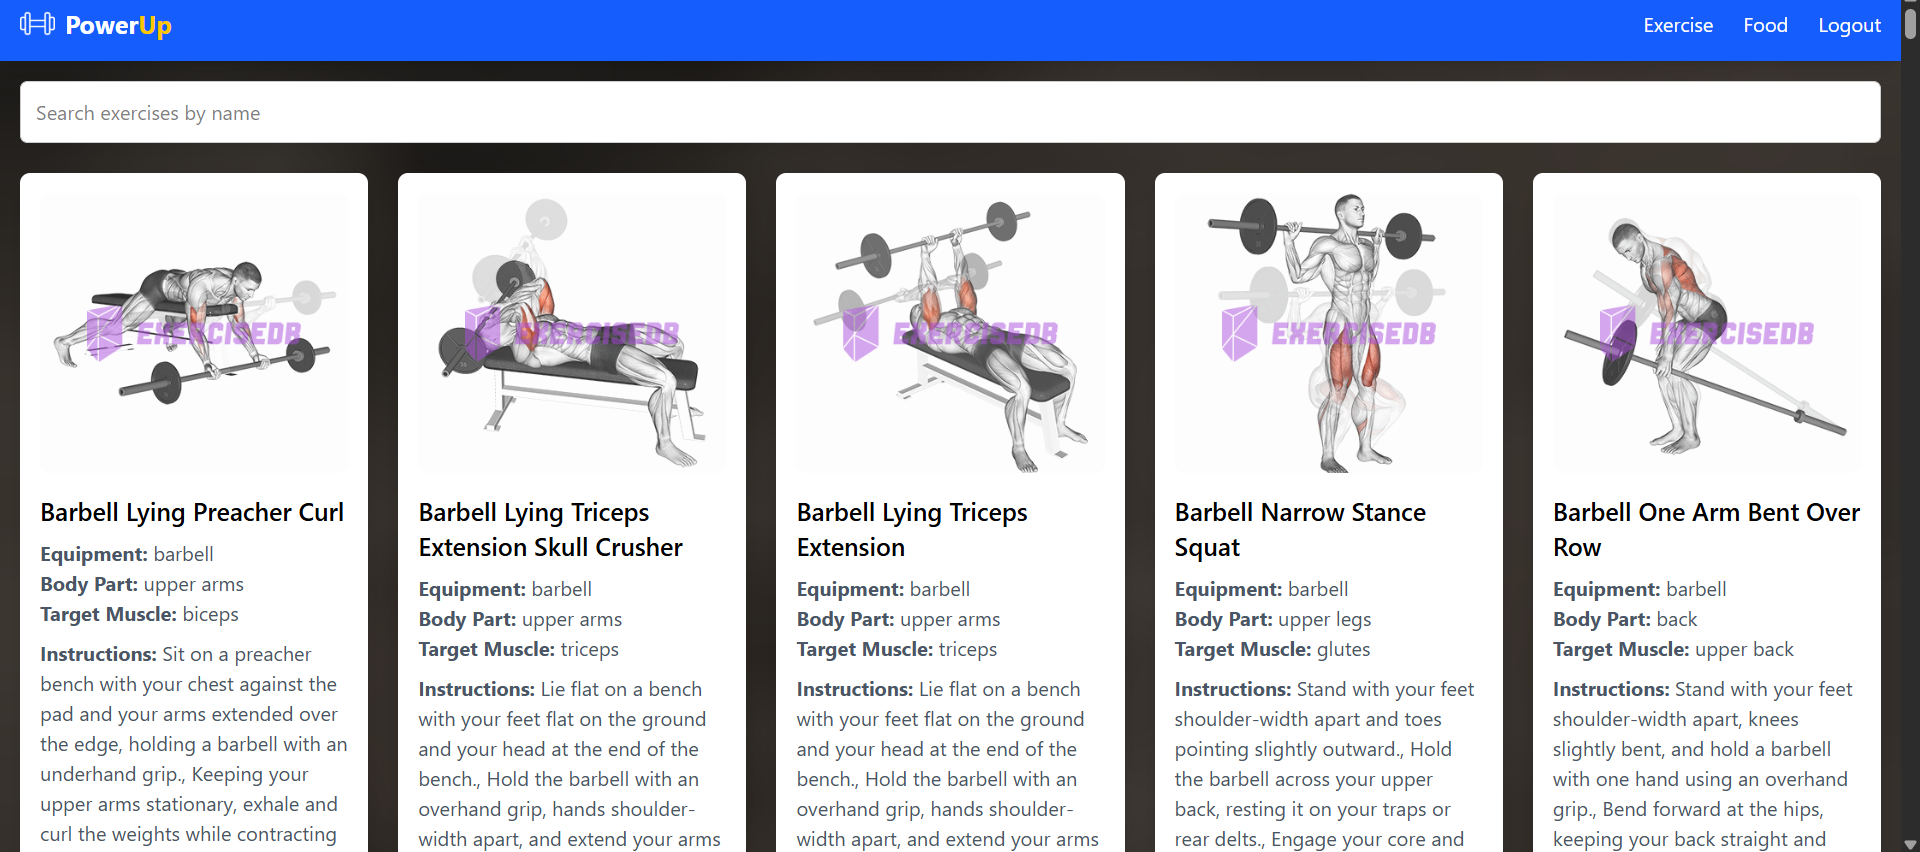 PowerUp
Exercise Food Logout
Search exercises by name
EXERCISEDB
Barbell Lying Preacher Curl
Equipment: barbell
Body Part: upper arms
Target Muscle: biceps
Instructions: Sit on a preacher
bench with your chest against the
pad and your arms extended over
the edge, holding a barbell with an
underhand grip., Keeping your
upper arms stationary, exhale and
curl the weights while contracting
EXERCISEDB
Barbell Lying Triceps
Extension Skull Crusher
Equipment: barbell
Body Part: upper arms
Target Muscle: triceps
Instructions: Lie flat on a bench
with your feet flat on the ground
and your head at the end of the
bench., Hold the barbell with an
overhand grip, hands shoulder-
width apart, and extend your arms
EXERCISEDB
Barbell Lying Triceps
Extension
Equipment: barbell
Body Part: upper arms
Target Muscle: triceps
Instructions: Lie flat on a bench
with your feet flat on the ground
and your head at the end of the
bench., Hold the barbell with an
overhand grip, hands shoulder-
width apart, and extend your arms
EXERCISEDB
Barbell Narrow Stance
Squat
Equipment: barbell
Body Part: upper legs
Target Muscle: glutes
Instructions: Stand with your feet
shoulder-width apart and toes
pointing slightly outward., Hold
the barbell across your upper
back, resting it on your traps or
rear delts., Engage your core and
EXERCISEDB
Barbell One Arm Bent Over
Row
Equipment: barbell
Body Part: back
Target Muscle: upper back
Instructions: Stand with your feet
shoulder-width apart, knees
slightly bent, and hold a barbell
with one hand using an overhand
grip., Bend forward at the hips,
keeping your back straight and